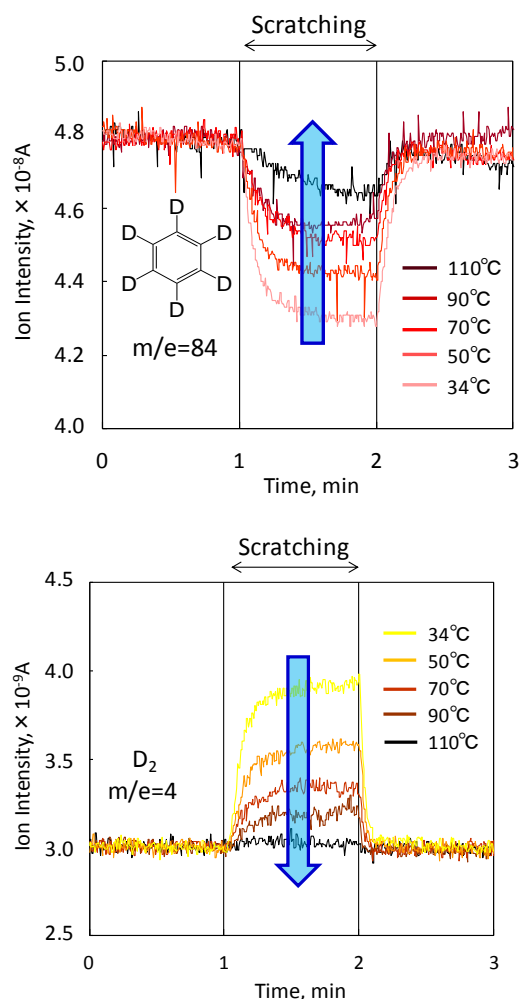 Scratching
5.0
4.8
4.6
4.4
4.2
4.0
Ion Intensity, × 10⁻⁸A
D
D D
D D
D
m/e=84
110℃
90℃
70℃
50℃
34℃
0 1 2 3
Time, min
Scratching
4.5
4.0
3.5
3.0
2.5
Ion Intensity, × 10⁻⁹A
34℃
50℃
70℃
90℃
110℃
D₂
m/e=4
0 1 2 3
Time, min